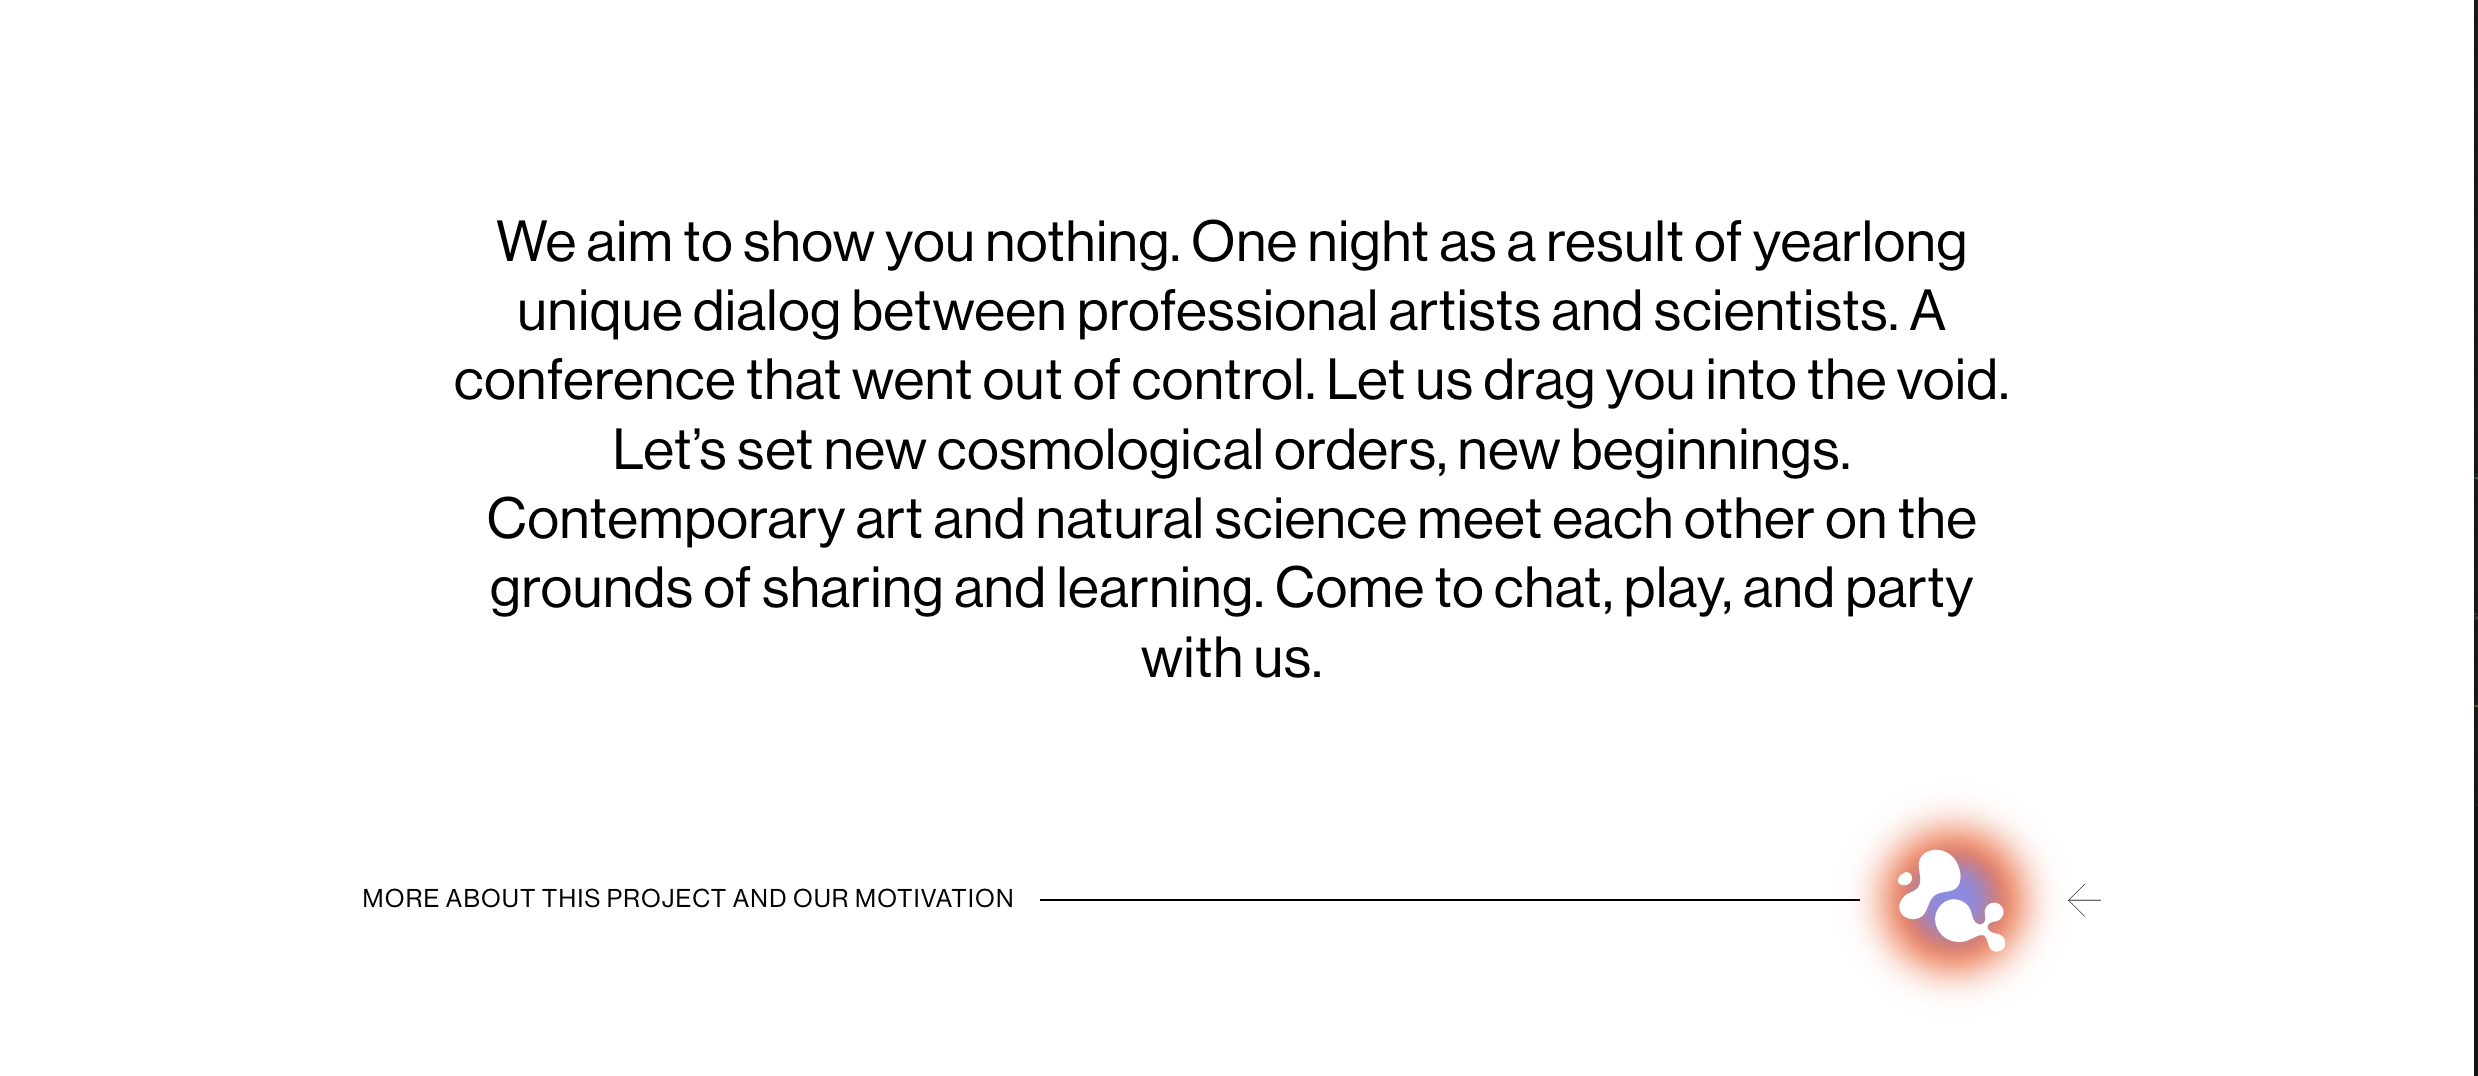 We aim to show you nothing. One night as a result of yearlong
unique dialog between professional artists and scientists. A
conference that went out of control. Let us drag you into the void.
Let’s set new cosmological orders, new beginnings.
Contemporary art and natural science meet each other on the
grounds of sharing and learning. Come to chat, play, and party
with us.
MORE ABOUT THIS PROJECT AND OUR MOTIVATION